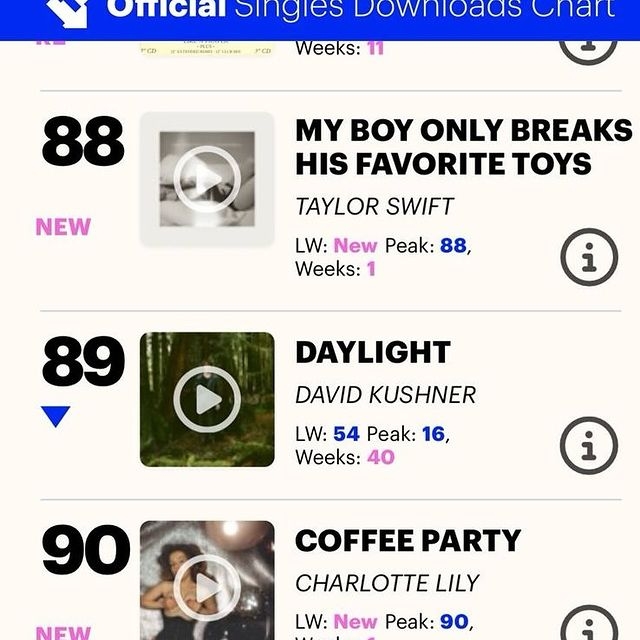 Official Singles Downloads Chart
RE
Weeks: 11
88
MY BOY ONLY BREAKS
HIS FAVORITE TOYS
TAYLOR SWIFT
NEW
LW: New Peak: 88,
Weeks: 1
89
DAYLIGHT
DAVID KUSHNER
LW: 54 Peak: 16,
Weeks: 40
90
COFFEE PARTY
CHARLOTTE LILY
LW: New Peak: 90,
NEW